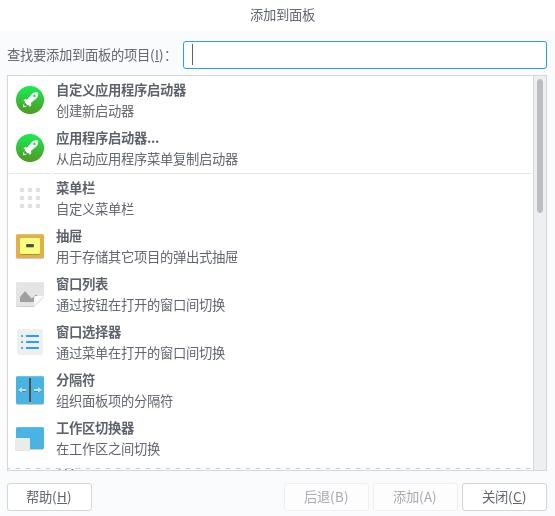 添加到面板
查找要添加到面板的项目(I)：
自定义应用程序启动器
创建新启动器
应用程序启动器...
从启动应用程序菜单复制启动器
菜单栏
自定义菜单栏
抽屉
用于存储其它项目的弹出式抽屉
窗口列表
通过按钮在打开的窗口间切换
窗口选择器
通过菜单在打开的窗口间切换
分隔符
组织面板项的分隔符
工作区切换器
在工作区之间切换
帮助(H)
后退(B)
添加(A)
关闭(C)